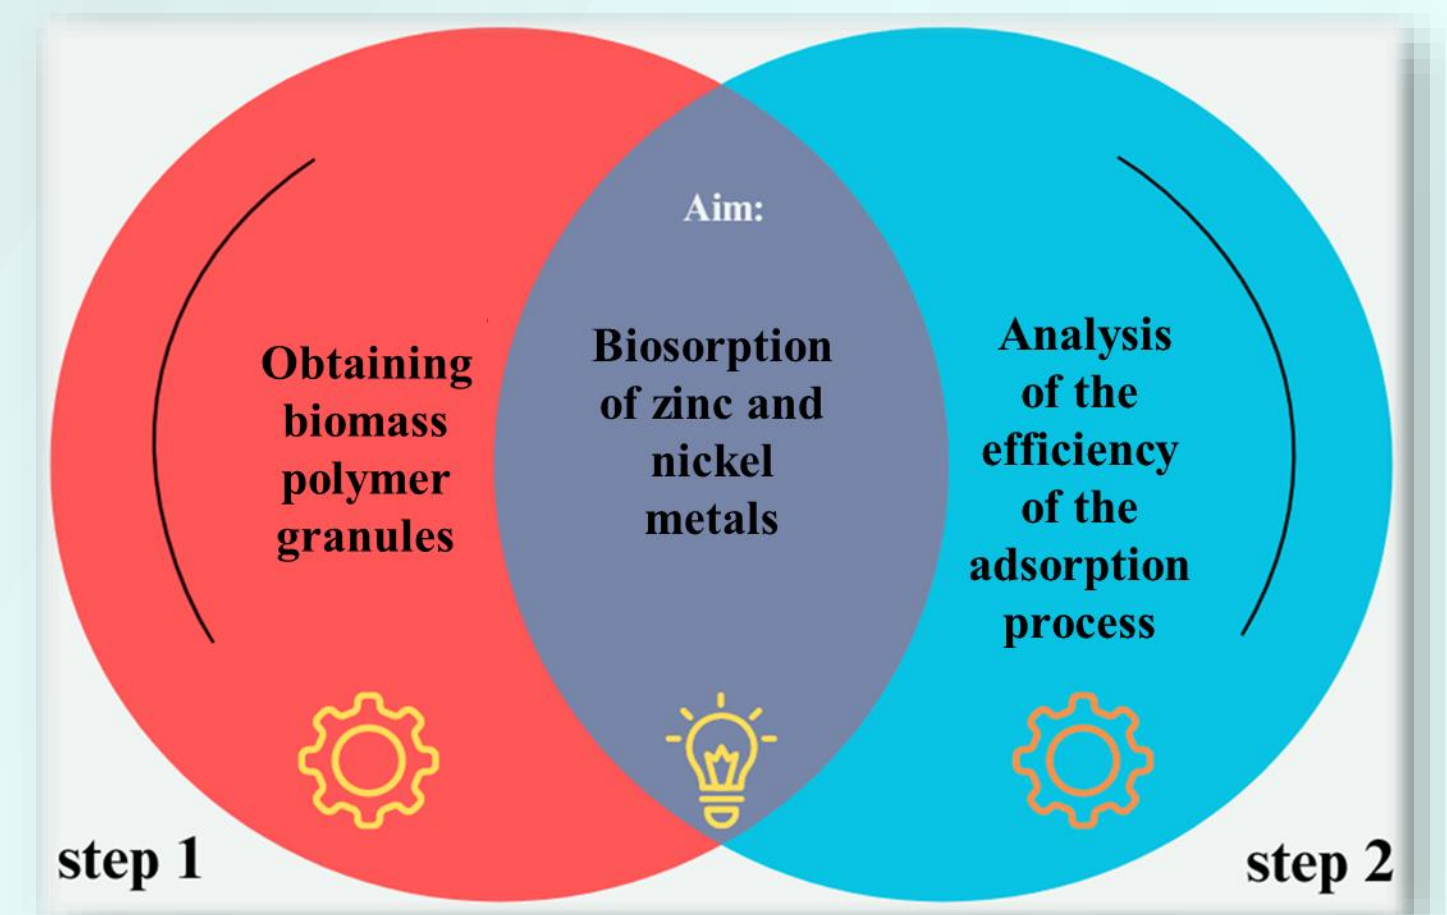 Aim:
Obtaining
biomass
polymer
granules
Biosorption
of zinc and
nickel
metals
Analysis
of the
efficiency
of the
adsorption
process
step 1
step 2